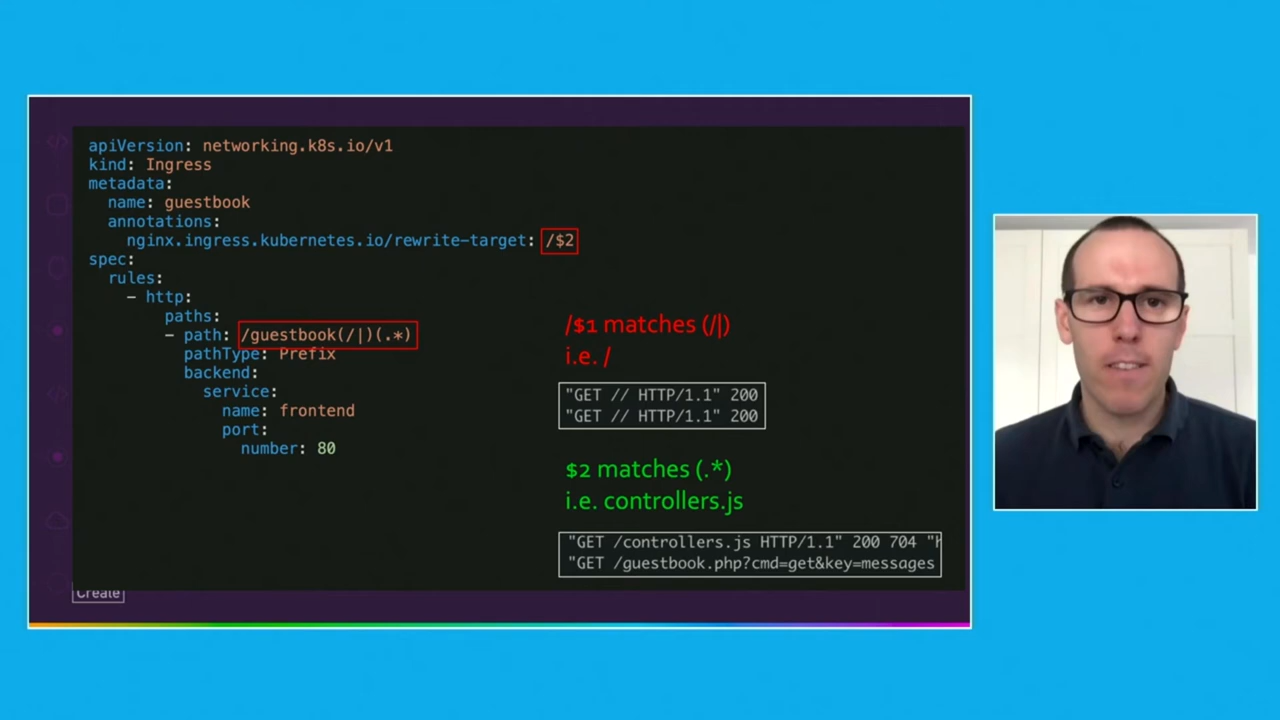 apiVersion: networking.k8s.io/v1
kind: Ingress
metadata:
name: guestbook
annotations:
nginx.ingress.kubernetes.io/rewrite-target: /$2
spec:
rules:
- http:
paths:
- path: /guestbook(/|)(.*)
pathType: Prefix
backend:
service:
name: frontend
port:
number: 80
/$1 matches (/|)
i.e. /
"GET // HTTP/1.1" 200
"GET // HTTP/1.1" 200
$2 matches (.*)
i.e. controllers.js
"GET /controllers.js HTTP/1.1" 200 704 "h
"GET /guestbook.php?cmd=get&key=messages
Create